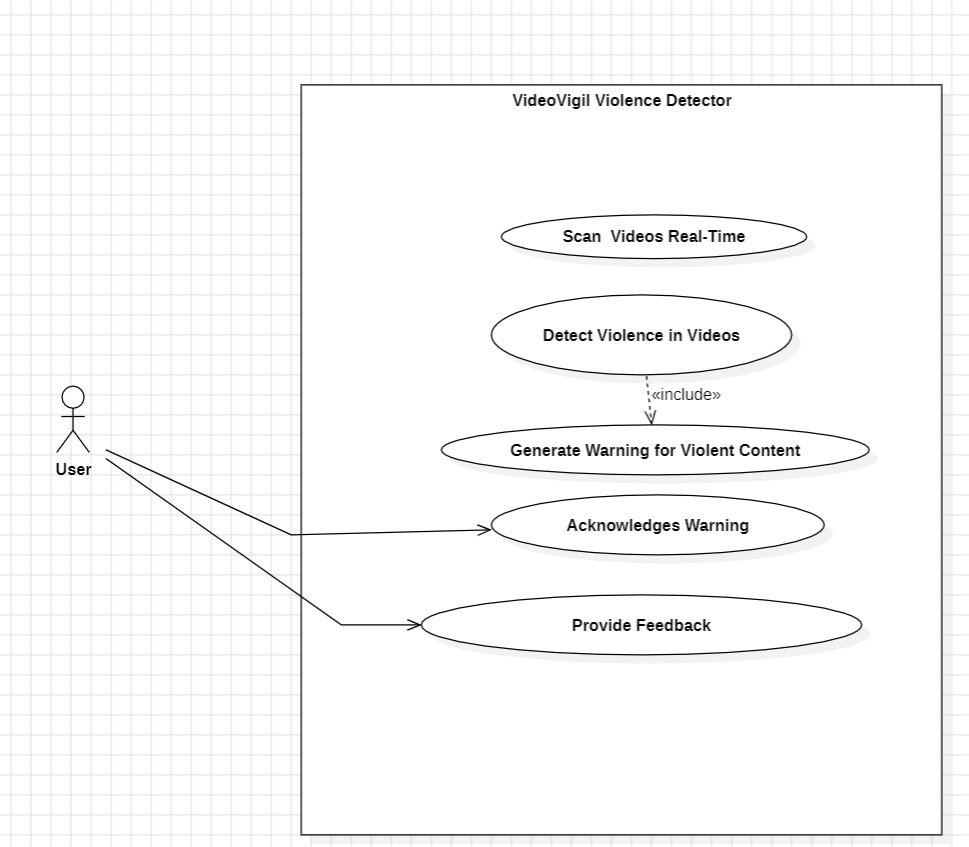 VideoVigil Violence Detector
Scan  Videos Real-Time
Detect Violence in Videos
«include»
Generate Warning for Violent Content
User
Acknowledges Warning
Provide Feedback